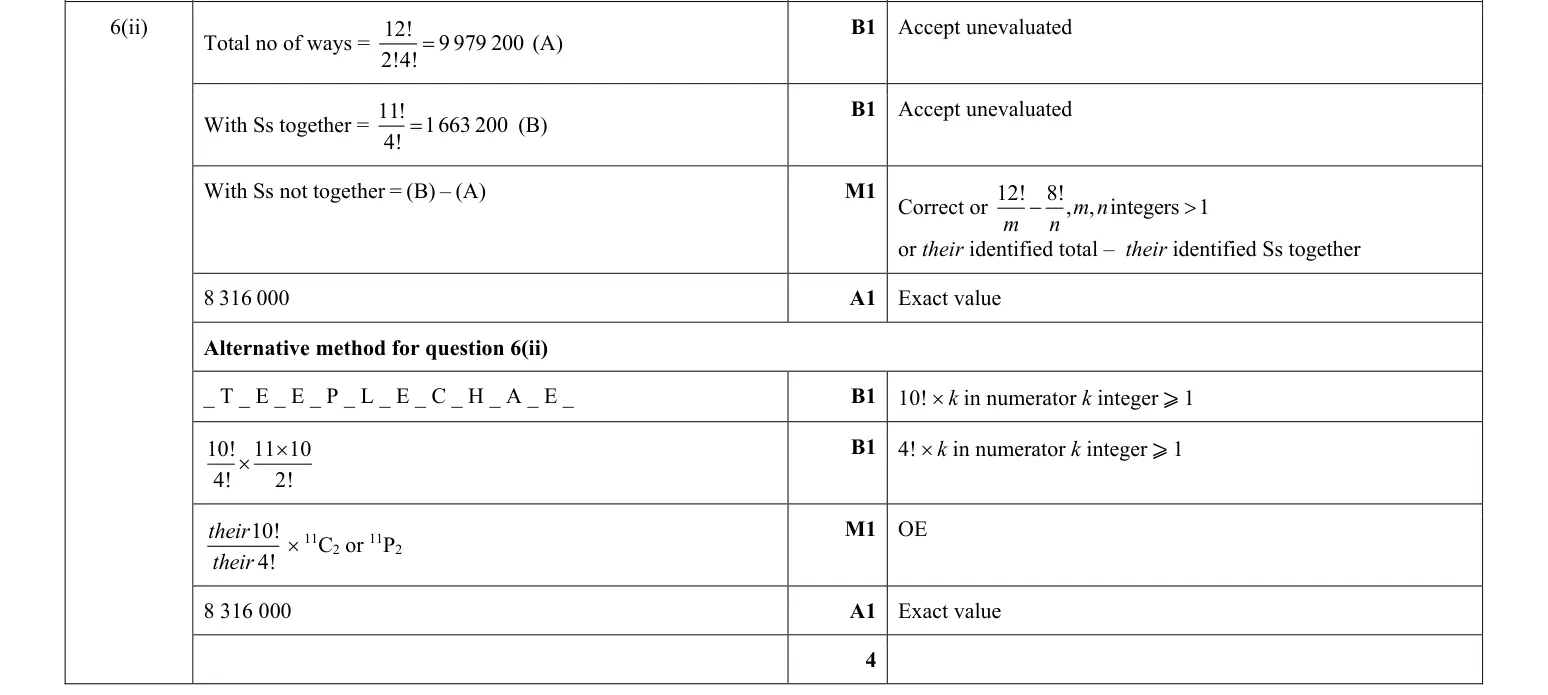 6(ii)
Total no of ways = 12!/2!4! = 9 979 200 (A)
B1
Accept unevaluated
With Ss together = 11!/4! = 1 663 200 (B)
B1
Accept unevaluated
With Ss not together = (B) – (A)
M1
Correct or 12!/m − 8!/n , m, n integers > 1
or their identified total – their identified Ss together
8 316 000
A1
Exact value
Alternative method for question 6(ii)
_ T _ E _ E _ P _ L _ E _ C _ H _ A _ E _
B1
10! × k in numerator k integer ⩾ 1
10!/4! × 11×10/2!
B1
4! × k in numerator k integer ⩾ 1
their 10!/their 4! × ¹¹C₂ or ¹¹P₂
M1
OE
8 316 000
A1
Exact value
4